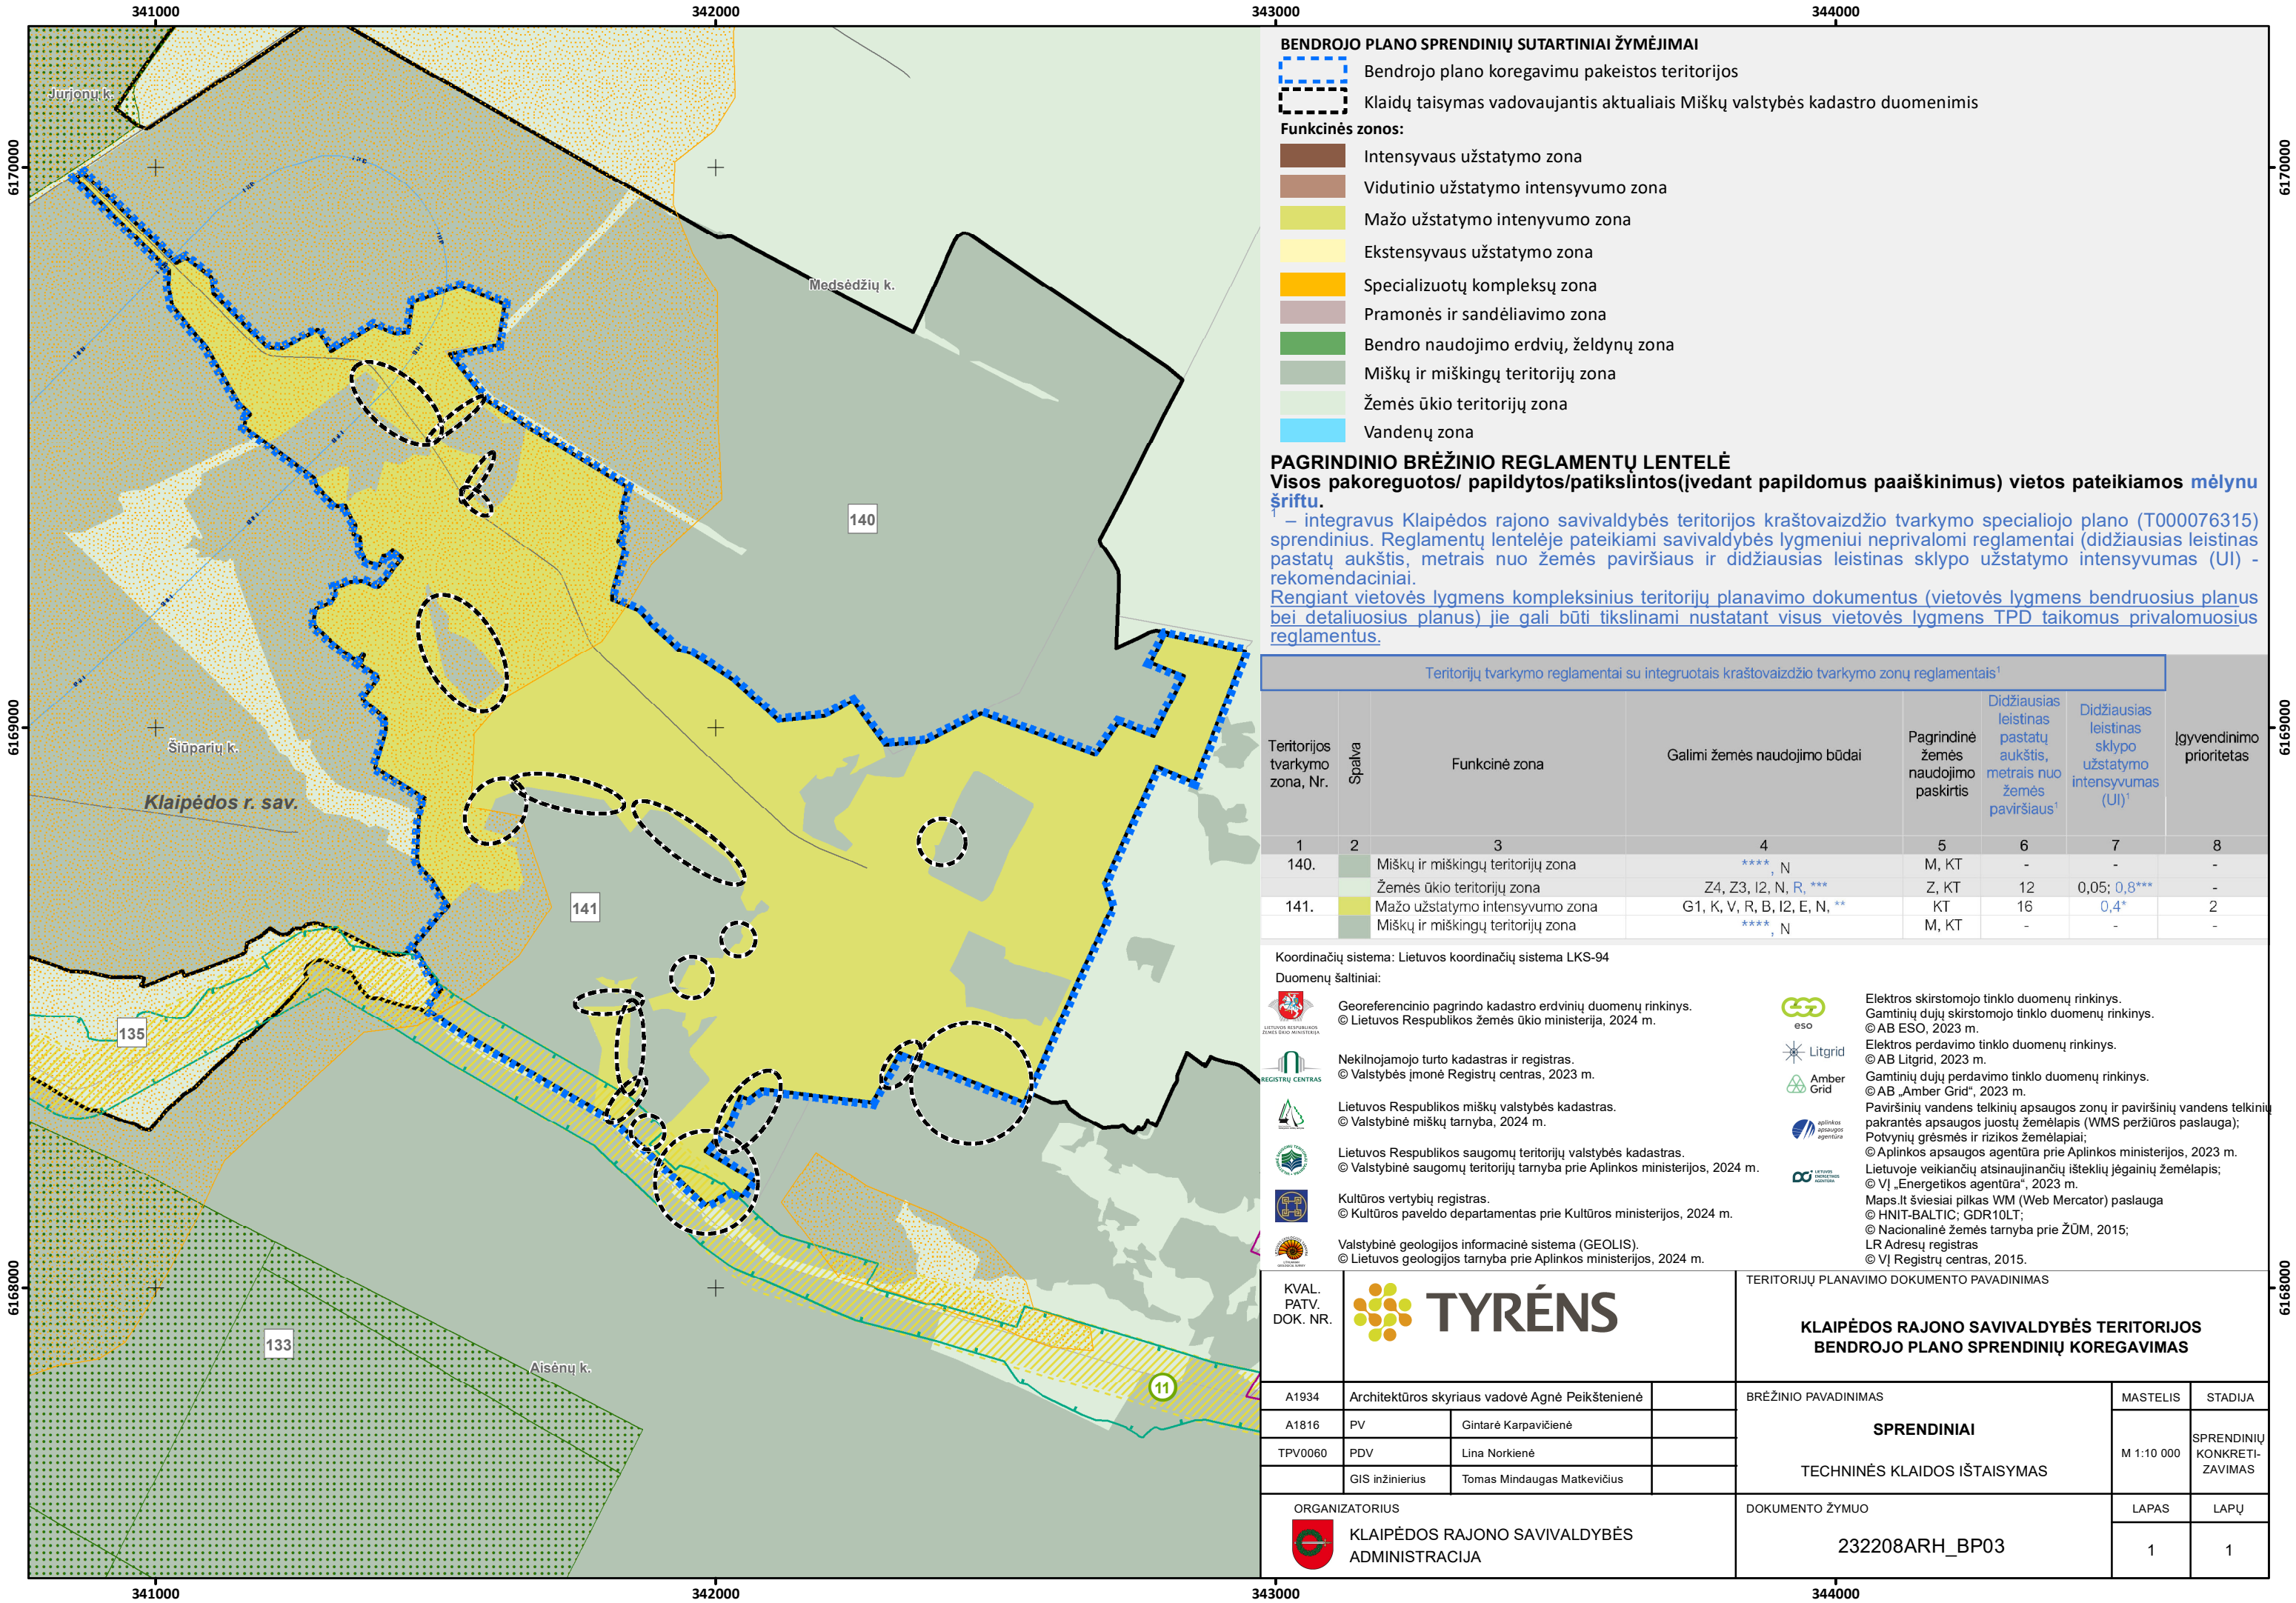 341000
342000
343000
344000
6170000
6169000
6168000
Jurjonų k.
Medsėdžių k.
140
Šiūparių k.
Klaipėdos r. sav.
141
135
133
Aisėnų k.
11
BENDROJO PLANO SPRENDINIŲ SUTARTINIAI ŽYMĖJIMAI
Bendrojo plano koregavimu pakeistos teritorijos
Klaidų taisymas vadovaujantis aktualiais Miškų valstybės kadastro duomenimis
Funkcinės zonos:
Intensyvaus užstatymo zona
Vidutinio užstatymo intensyvumo zona
Mažo užstatymo intenyvumo zona
Ekstensyvaus užstatymo zona
Specializuotų kompleksų zona
Pramonės ir sandėliavimo zona
Bendro naudojimo erdvių, želdynų zona
Miškų ir miškingų teritorijų zona
Žemės ūkio teritorijų zona
Vandenų zona
PAGRINDINIO BRĖŽINIO REGLAMENTŲ LENTELĖ
Visos pakoreguotos/ papildytos/patikslintos(įvedant papildomus paaiškinimus) vietos pateikiamos mėlynu
šriftu.
1 – integravus Klaipėdos rajono savivaldybės teritorijos kraštovaizdžio tvarkymo specialiojo plano (T000076315)
sprendinius. Reglamentų lentelėje pateikiami savivaldybės lygmeniui neprivalomi reglamentai (didžiausias leistinas
pastatų aukštis, metrais nuo žemės paviršiaus ir didžiausias leistinas sklypo užstatymo intensyvumas (UI) -
rekomendaciniai.
Rengiant vietovės lygmens kompleksinius teritorijų planavimo dokumentus (vietovės lygmens bendruosius planus
bei detaliuosius planus) jie gali būti tikslinami nustatant visus vietovės lygmens TPD taikomus privalomuosius
reglamentus.
Teritorijų tvarkymo reglamentai su integruotais kraštovaizdžio tvarkymo zonų reglamentais1
Teritorijos
tvarkymo
zona, Nr.
Spalva
Funkcinė zona
Galimi žemės naudojimo būdai
Pagrindinė
žemės
naudojimo
paskirtis
Didžiausias
leistinas
pastatų
aukštis,
metrais nuo
žemės
paviršiaus1
Didžiausias
leistinas
sklypo
užstatymo
intensyvumas
(UI)1
Įgyvendinimo
prioritetas
1 2 3 4 5 6 7 8
140. Miškų ir miškingų teritorijų zona ****, N M, KT - - -
Žemės ūkio teritorijų zona Z4, Z3, I2, N, R, *** Z, KT 12 0,05; 0,8*** -
141. Mažo užstatymo intensyvumo zona G1, K, V, R, B, I2, E, N, ** KT 16 0,4* 2
Miškų ir miškingų teritorijų zona ****, N M, KT - - -
Koordinačių sistema: Lietuvos koordinačių sistema LKS-94
Duomenų šaltiniai:
LIETUVOS RESPUBLIKOS
ŽEMĖS ŪKIO MINISTERIJA
Georeferencinio pagrindo kadastro erdvinių duomenų rinkinys.
© Lietuvos Respublikos žemės ūkio ministerija, 2024 m.
REGISTRŲ CENTRAS
Nekilnojamojo turto kadastras ir registras.
© Valstybės įmonė Registrų centras, 2023 m.
Lietuvos Respublikos miškų valstybės kadastras.
© Valstybinė miškų tarnyba, 2024 m.
Lietuvos Respublikos saugomų teritorijų valstybės kadastras.
© Valstybinė saugomų teritorijų tarnyba prie Aplinkos ministerijos, 2024 m.
Kultūros vertybių registras.
© Kultūros paveldo departamentas prie Kultūros ministerijos, 2024 m.
Valstybinė geologijos informacinė sistema (GEOLIS).
© Lietuvos geologijos tarnyba prie Aplinkos ministerijos, 2024 m.
eso
Elektros skirstomojo tinklo duomenų rinkinys.
Gamtinių dujų skirstomojo tinklo duomenų rinkinys.
© AB ESO, 2023 m.
Litgrid
Elektros perdavimo tinklo duomenų rinkinys.
© AB Litgrid, 2023 m.
Amber
Grid
Gamtinių dujų perdavimo tinklo duomenų rinkinys.
© AB „Amber Grid“, 2023 m.
aplinkos
apsaugos
agentūra
Paviršinių vandens telkinių apsaugos zonų ir paviršinių vandens telkinių
pakrantės apsaugos juostų žemėlapis (WMS peržiūros paslauga);
Potvynių grėsmės ir rizikos žemėlapiai;
© Aplinkos apsaugos agentūra prie Aplinkos ministerijos, 2023 m.
LIETUVOS
ENERGETIKOS
AGENTŪRA
Lietuvoje veikiančių atsinaujinančių išteklių jėgainių žemėlapis;
© VĮ „Energetikos agentūra“, 2023 m.
Maps.lt šviesiai pilkas WM (Web Mercator) paslauga
© HNIT-BALTIC; GDR10LT;
© Nacionalinė žemės tarnyba prie ŽŪM, 2015;
LR Adresų registras
© VĮ Registrų centras, 2015.
KVAL.
PATV.
DOK. NR.
TYRÉNS
TERITORIJŲ PLANAVIMO DOKUMENTO PAVADINIMAS
KLAIPĖDOS RAJONO SAVIVALDYBĖS TERITORIJOS
BENDROJO PLANO SPRENDINIŲ KOREGAVIMAS
A1934 Architektūros skyriaus vadovė Agnė Peikštenienė
A1816 PV Gintarė Karpavičienė
TPV0060 PDV Lina Norkienė
GIS inžinierius Tomas Mindaugas Matkevičius
BRĖŽINIO PAVADINIMAS
SPRENDINIAI
TECHNINĖS KLAIDOS IŠTAISYMAS
MASTELIS
M 1:10 000
STADIJA
SPRENDINIŲ
KONKRETI-
ZAVIMAS
ORGANIZATORIUS
KLAIPĖDOS RAJONO SAVIVALDYBĖS
ADMINISTRACIJA
DOKUMENTO ŽYMUO
232208ARH_BP03
LAPAS
1
LAPŲ
1
6170000
6169000
6168000
341000
342000
343000
344000